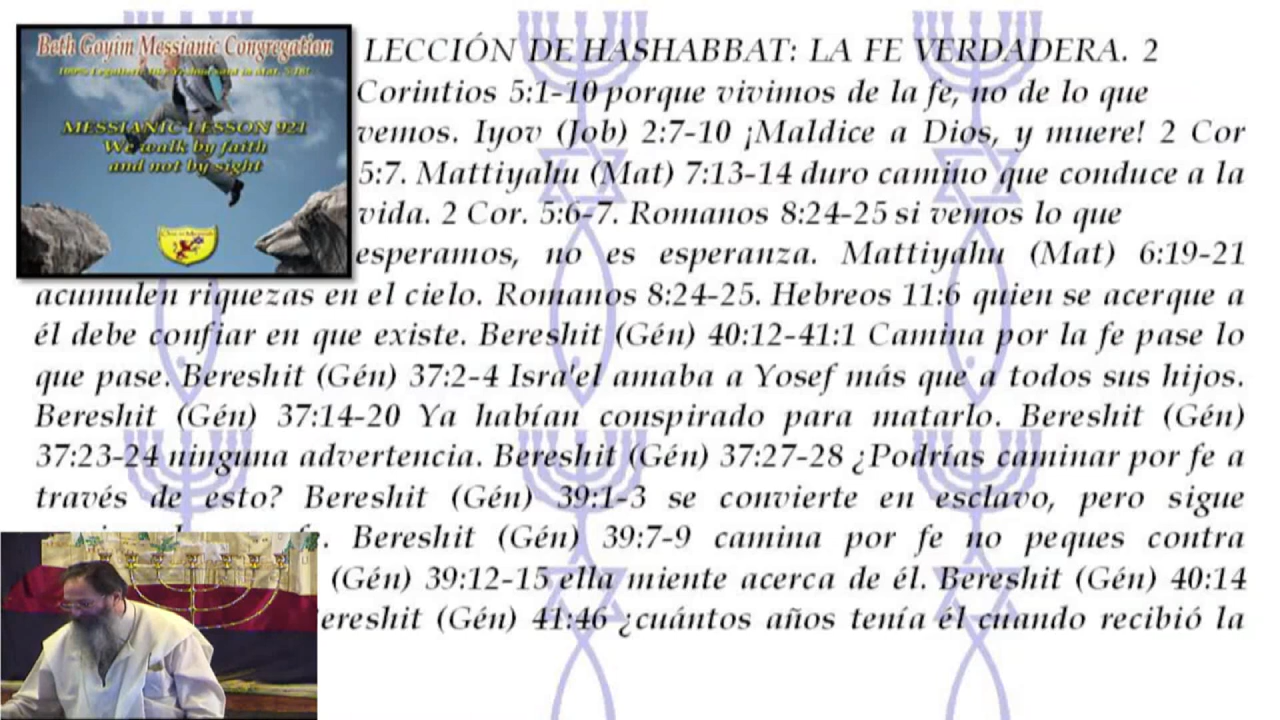 Beth Goyim Messianic Congregation
MESSIANIC LESSON 921
We walk by faith
and not by sight
LECCIÓN DE HASHABBAT: LA FE VERDADERA. 2
Corintios 5:1-10 porque vivimos de la fe, no de lo que
vemos. Iyov (Job) 2:7-10 ¡Maldice a Dios, y muere! 2 Cor
5:7. Mattiyahu (Mat) 7:13-14 duro camino que conduce a la
vida. 2 Cor. 5:6-7. Romanos 8:24-25 si vemos lo que
esperamos, no es esperanza. Mattiyahu (Mat) 6:19-21
acumulen riquezas en el cielo. Romanos 8:24-25. Hebreos 11:6 quien se acerque a
él debe confiar en que existe. Bereshit (Gén) 40:12-41:1 Camina por la fe pase lo
que pase. Bereshit (Gén) 37:2-4 Isra'el amaba a Yosef más que a todos sus hijos.
Bereshit (Gén) 37:14-20 Ya habían conspirado para matarlo. Bereshit (Gén)
37:23-24 ninguna advertencia. Bereshit (Gén) 37:27-28 ¿Podrías caminar por fe a
través de esto? Bereshit (Gén) 39:1-3 se convierte en esclavo, pero sigue
. Bereshit (Gén) 39:7-9 camina por fe no peques contra
(Gén) 39:12-15 ella miente acerca de él. Bereshit (Gén) 40:14
ereshit (Gén) 41:46 ¿cuántos años tenía él cuando recibió la